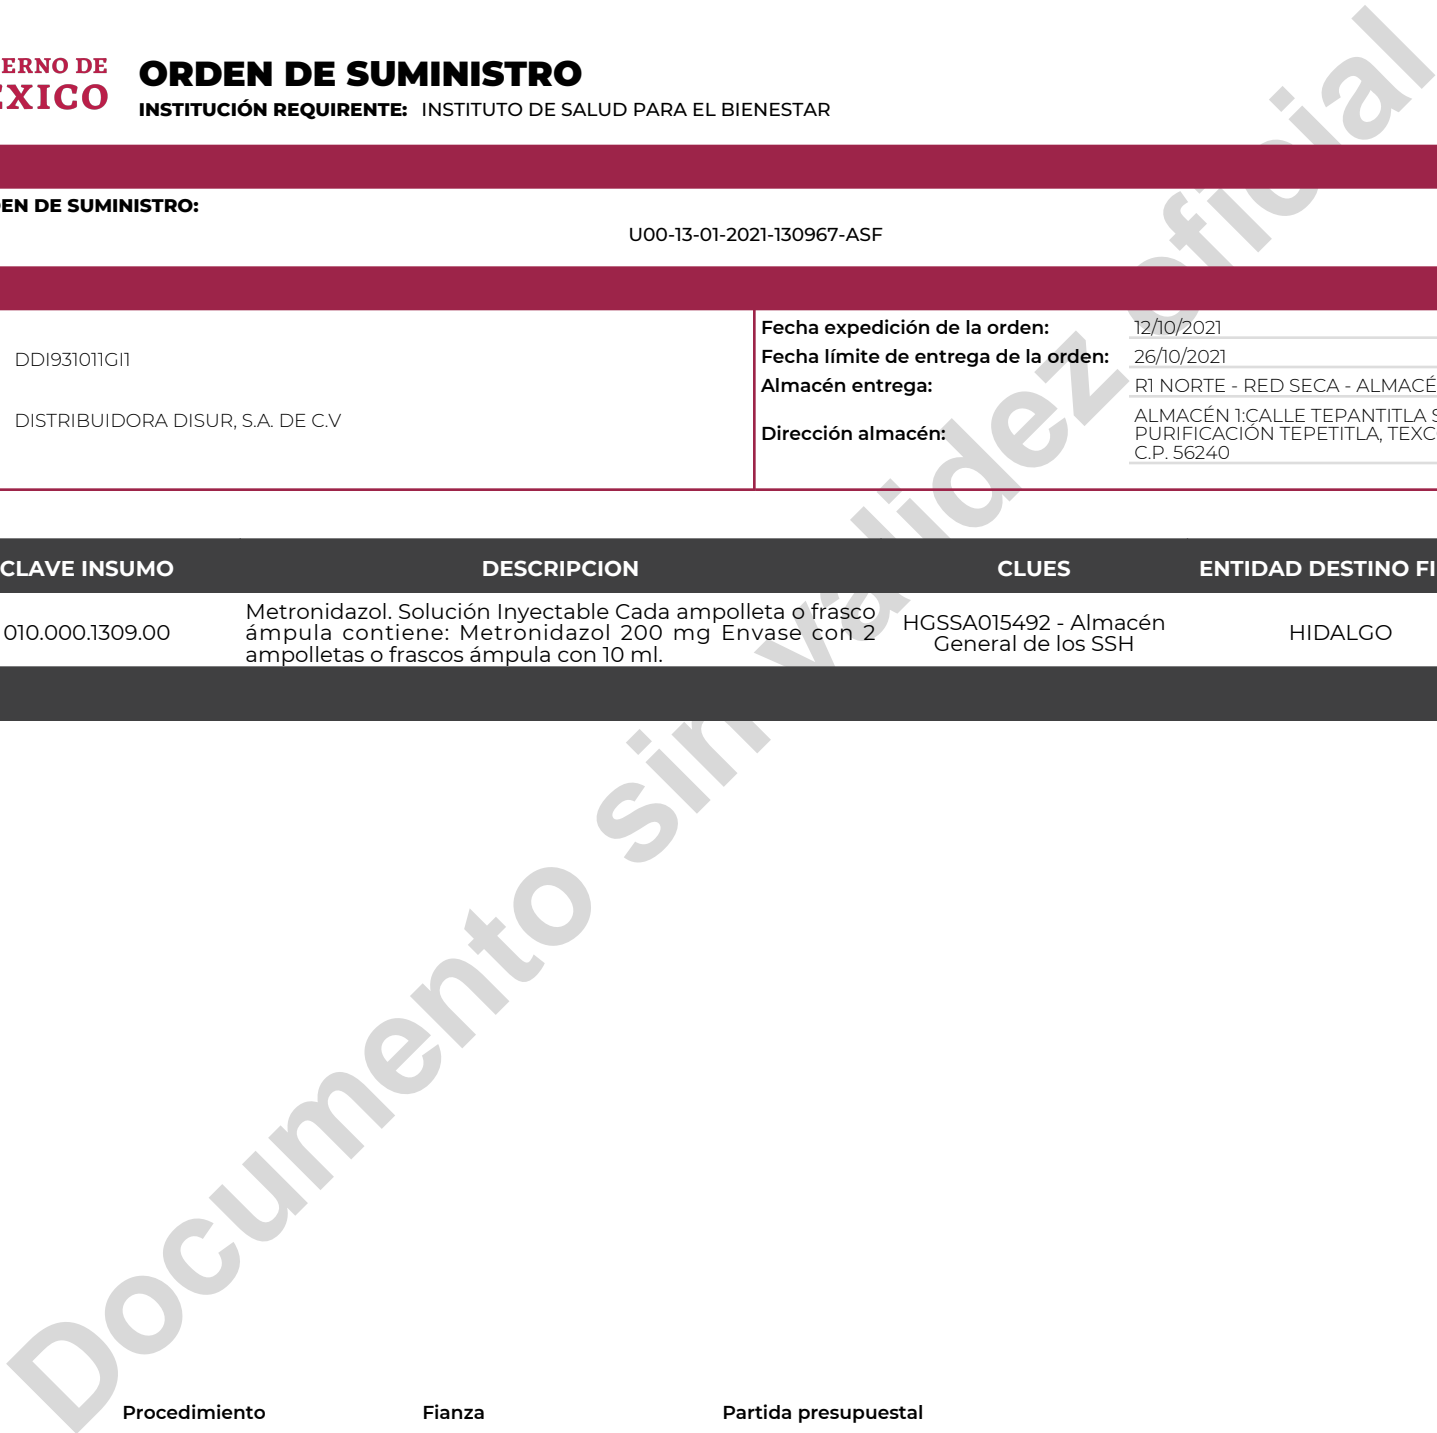 ERNO DE
ORDEN DE SUMINISTRO
EXICO
INSTITUCIÓN REQUIRENTE: INSTITUTO DE SALUD PARA EL BIENESTAR
EN DE SUMINISTRO:
U00-13-01-2021-130967-ASF
DDI931011GI1
DISTRIBUIDORA DISUR, S.A. DE C.V
Fecha expedición de la orden: 12/10/2021
Fecha límite de entrega de la orden: 26/10/2021
Almacén entrega: R1 NORTE - RED SECA - ALMACÉ
Dirección almacén: ALMACÉN 1:CALLE TEPANTITLA S
PURIFICACIÓN TEPETITLA, TEXC
C.P. 56240
CLAVE INSUMO DESCRIPCION CLUES ENTIDAD DESTINO FI
010.000.1309.00
Metronidazol. Solución Inyectable Cada ampolleta o frasco
ámpula contiene: Metronidazol 200 mg Envase con 2
ampolletas o frascos ámpula con 10 ml.
HGSSA015492 - Almacén
General de los SSH
HIDALGO
Documento sin validez oficial
Procedimiento Fianza Partida presupuestal